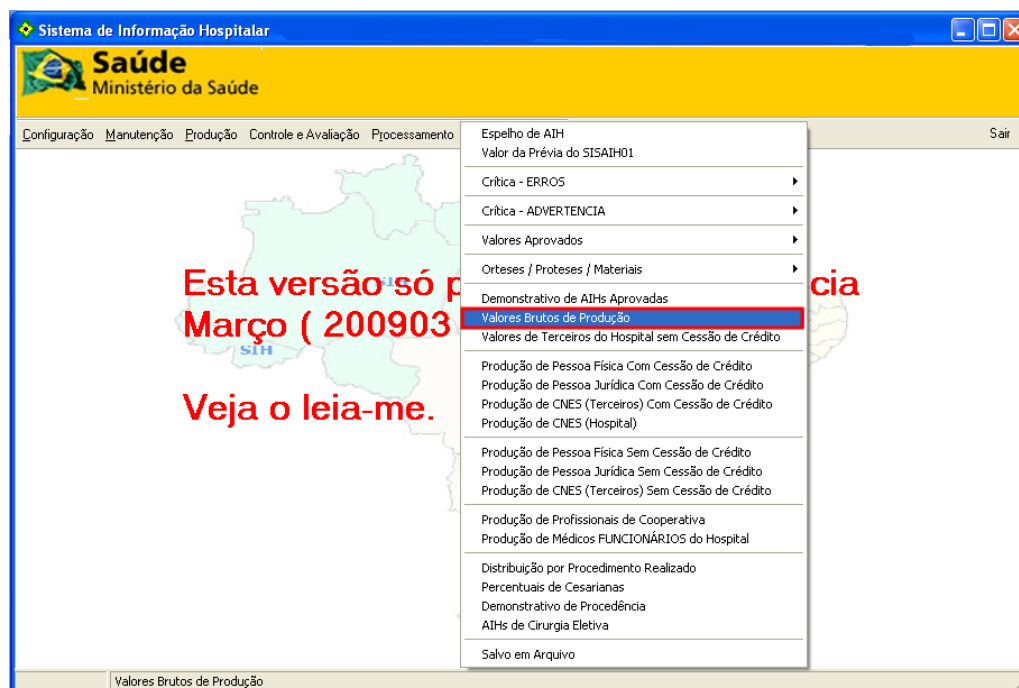 Sistema de Informação Hospitalar
Saúde
Ministério da Saúde
Configuração Manutenção Produção Controle e Avaliação Processamento Sair
Espelho de AIH
Valor da Prévia do SISAIH01
Crítica - ERROS
Crítica - ADVERTENCIA
Valores Aprovados
Orteses / Proteses / Materiais
Demonstrativo de AIHs Aprovadas
Valores Brutos de Produção
Valores de Terceiros do Hospital sem Cessão de Crédito
Produção de Pessoa Física Com Cessão de Crédito
Produção de Pessoa Jurídica Com Cessão de Crédito
Produção de CNES (Terceiros) Com Cessão de Crédito
Produção de CNES (Hospital)
Produção de Pessoa Física Sem Cessão de Crédito
Produção de Pessoa Jurídica Sem Cessão de Crédito
Produção de CNES (Terceiros) Sem Cessão de Crédito
Produção de Profissionais de Cooperativa
Produção de Médicos FUNCIONÁRIOS do Hospital
Distribuição por Procedimento Realizado
Percentuais de Cesarianas
Demonstrativo de Procedência
AIHs de Cirurgia Eletiva
Salvo em Arquivo
Esta versão só p cia
Março ( 200903
SIH
Veja o leia-me.
Valores Brutos de Produção